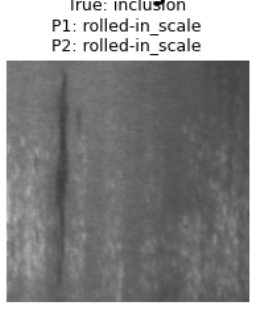 True: inclusion
P1: rolled-in_scale
P2: rolled-in_scale